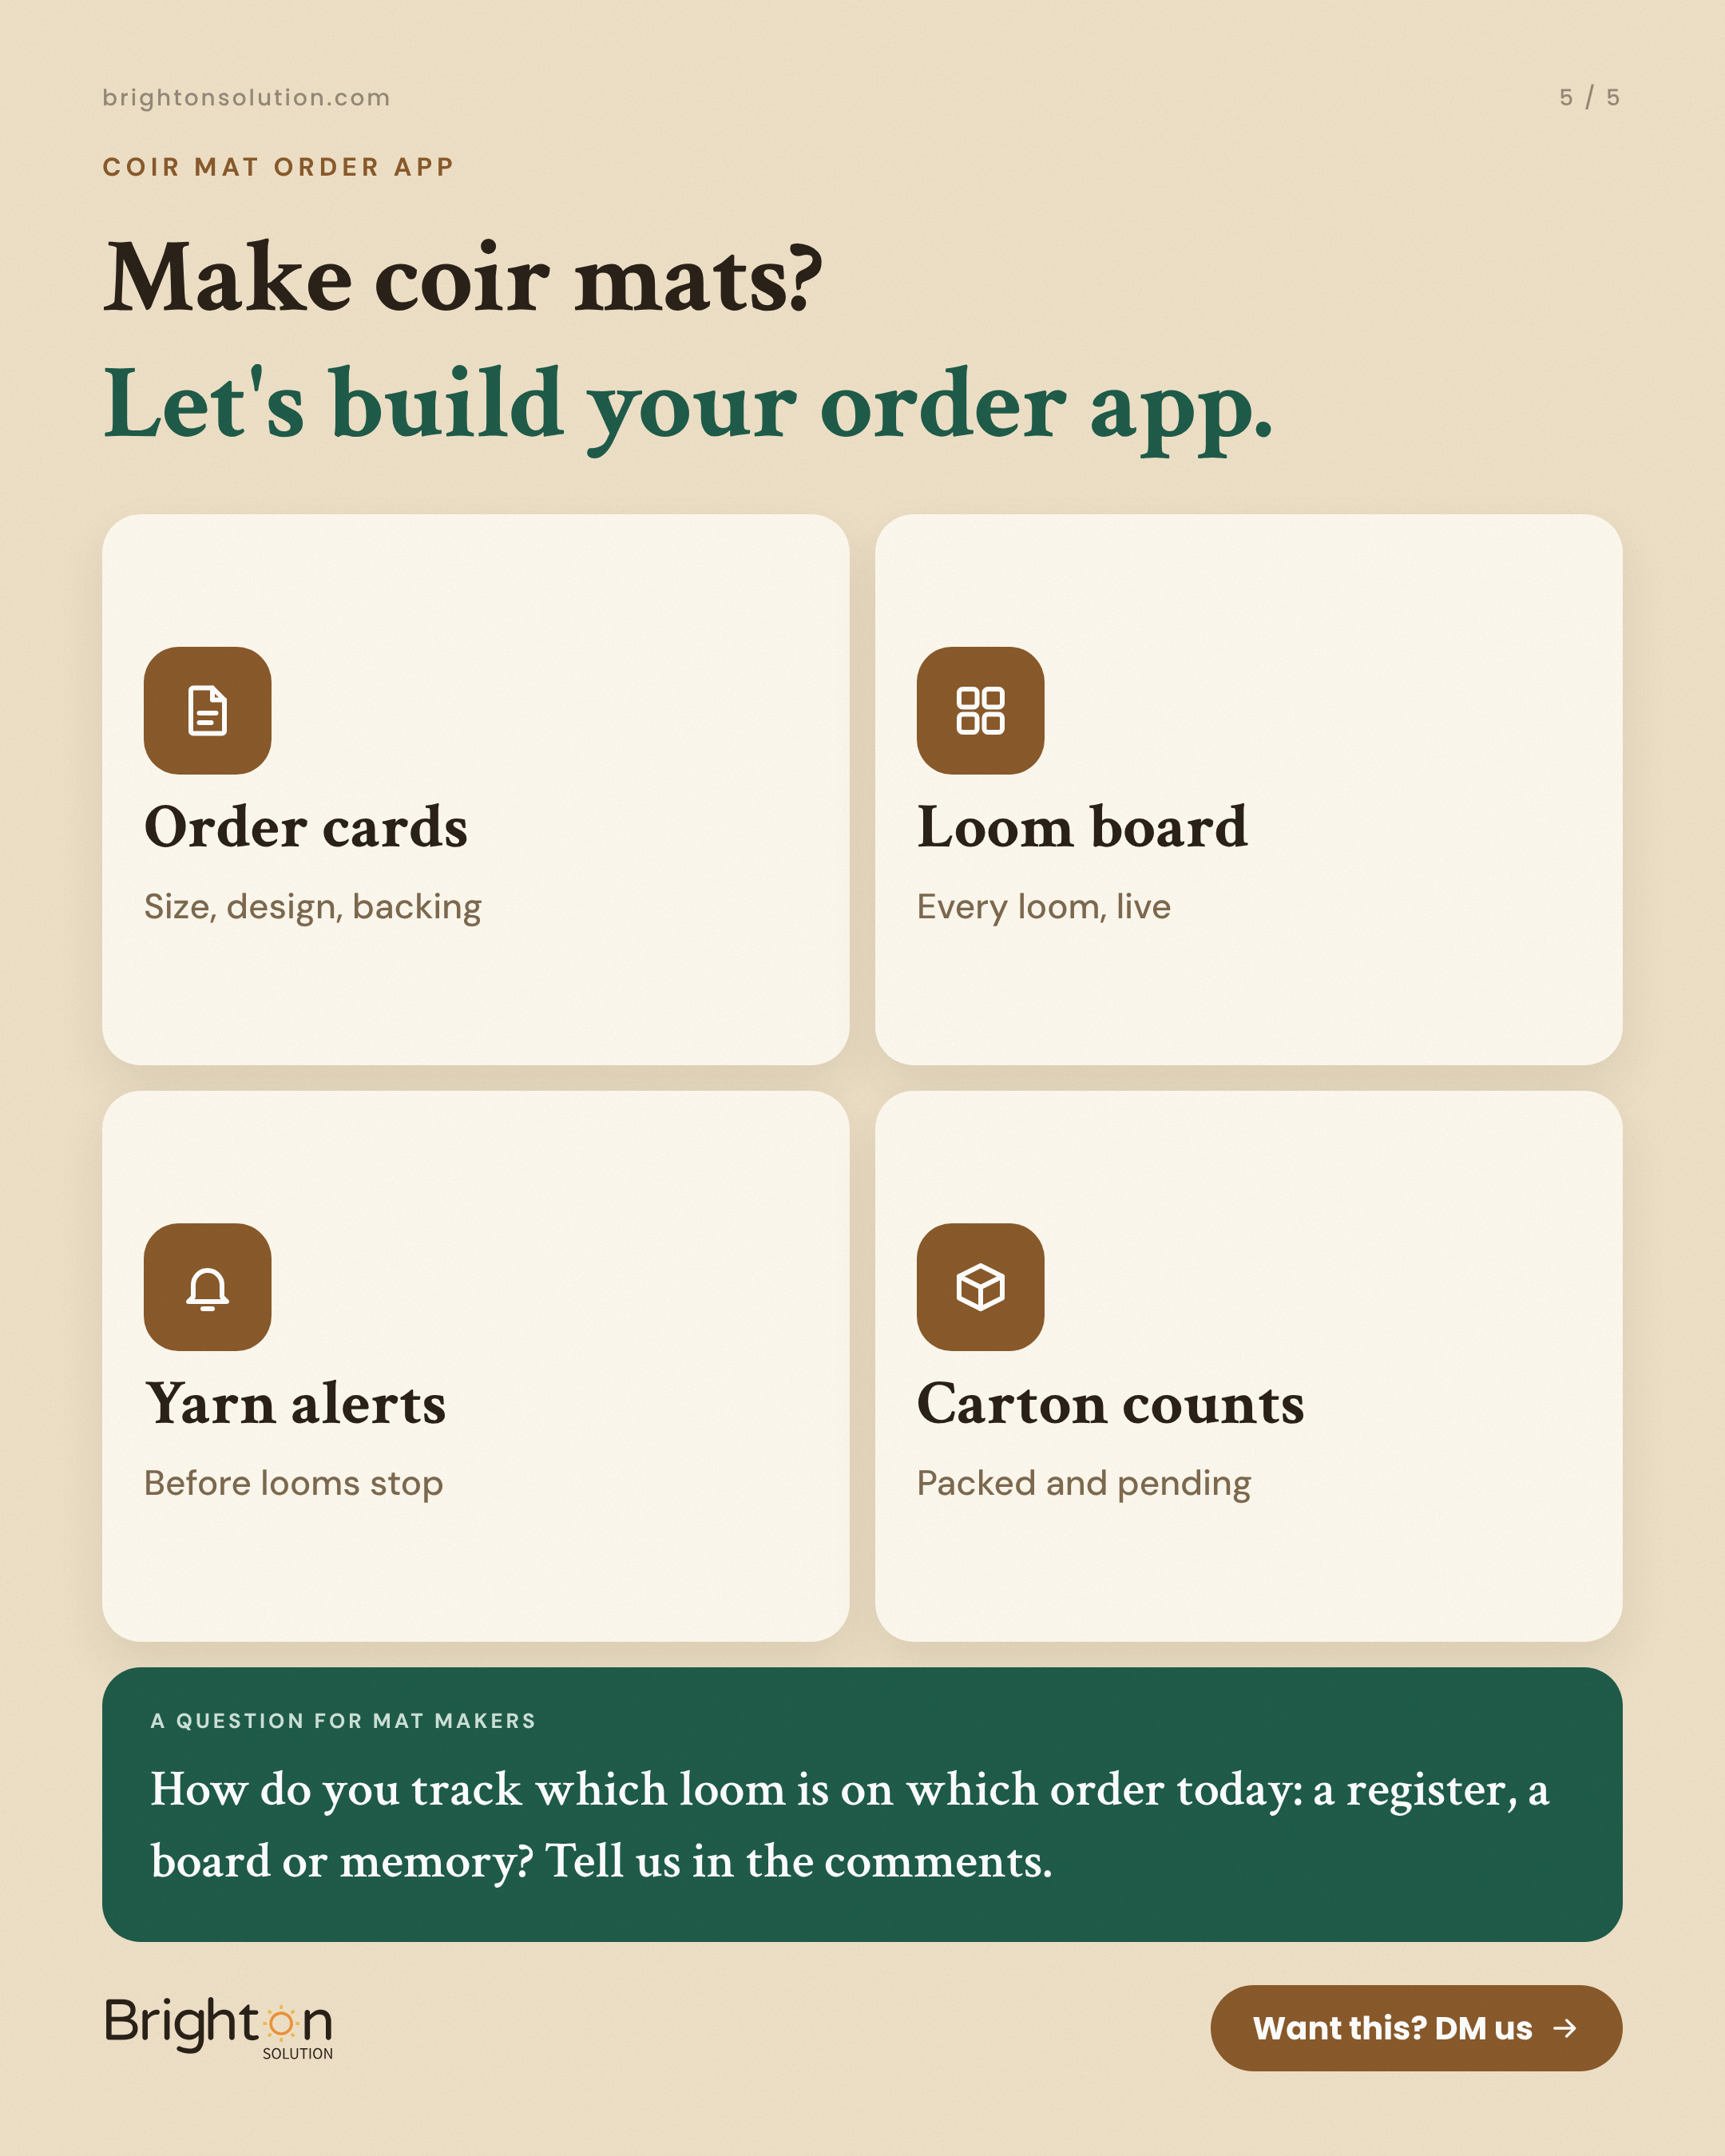 brightonsolution.com
5 / 5
COIR MAT ORDER APP
Make coir mats?
Let's build your order app.
Order cards
Size, design, backing
Loom board
Every loom, live
Yarn alerts
Before looms stop
Carton counts
Packed and pending
A QUESTION FOR MAT MAKERS
How do you track which loom is on which order today: a register, a
board or memory? Tell us in the comments.
Brighton
SOLUTION
Want this? DM us →